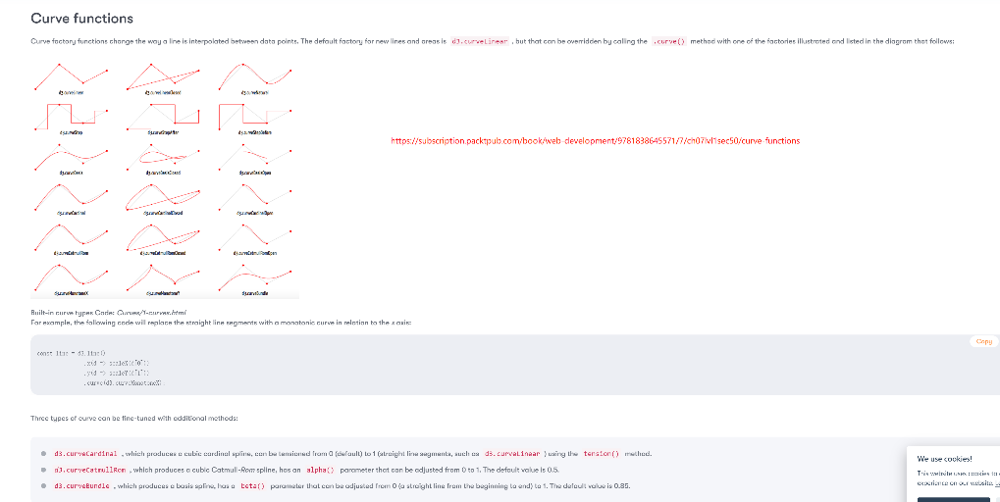 Curve functions
Curve factory functions change the way a line is interpolated between data points. The default factory for new lines and areas is d3.curveLinear , but that can be overridden by calling the .curve() method with one of the factories illustrated and listed in the diagram that follows:
d3.curveLinear d3.curveLinearClosed d3.curveNatural
d3.curveStep d3.curveStepAfter d3.curveStepBefore
https://subscription.packtpub.com/book/web-development/9781838645571/7/ch07lvl1sec50/curve-functions
d3.curveBasis d3.curveBasisClosed d3.curveBasisOpen
d3.curveCardinal d3.curveCardinalClosed d3.curveCardinalOpen
d3.curveCatmullRom d3.curveCatmullRomClosed d3.curveCatmullRomOpen
d3.curveMonotoneX d3.curveMonotoneY d3.curveBundle
Built-in curve types Code: Curves/1-curves.html
For example, the following code will replace the straight line segments with a monotonic curve in relation to the x axis:
Copy
const line = d3.line()
.x(d => scaleX(d[0]))
.y(d => scaleY(d[1]))
.curve(d3.curveMonotoneX)
Three types of curve can be fine-tuned with additional methods:
d3.curveCardinal , which produces a cubic cardinal spline, can be tensioned from 0 (default) to 1 (straight line segments, such as d3.curveLinear ) using the tension() method.
d3.curveCatmullRom , which produces a cubic Catmull-Rom spline, has an alpha() parameter that can be adjusted from 0 to 1. The default value is 0.5.
d3.curveBundle , which produces a basis spline, has a beta() parameter that can be adjusted from 0 (a straight line from the beginning to end) to 1. The default value is 0.85.
We use cookies!
This website uses cookies to
experience on our website.